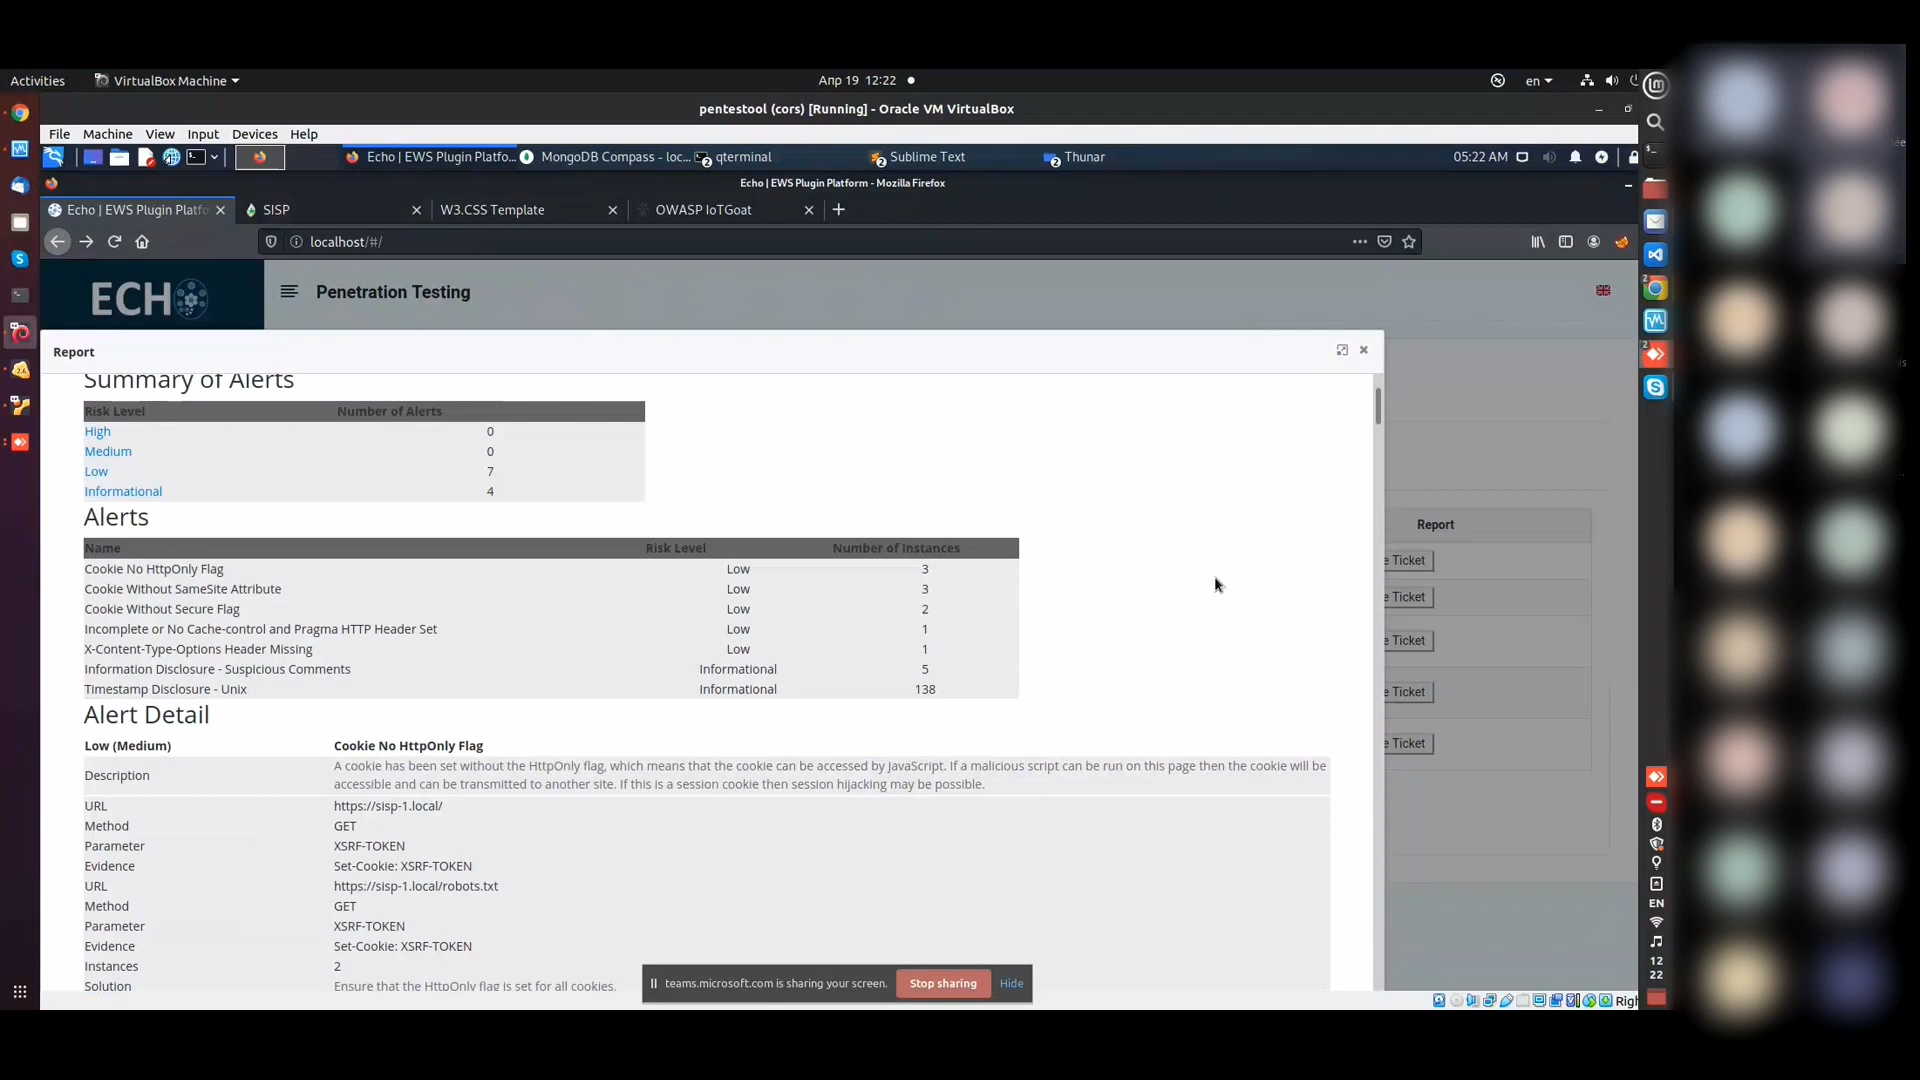 Activities
VirtualBox Machine
Апр 19 12:22
en
pentestool (cors) [Running] - Oracle VM VirtualBox
File Machine View Input Devices Help
Echo | EWS Plugin Platfo...
MongoDB Compass - loc...
2 qterminal
2 Sublime Text
2 Thunar
05:22 AM
Echo | EWS Plugin Platform - Mozilla Firefox
Echo | EWS Plugin Platfo
SISP
W3.CSS Template
OWASP IoTGoat
localhost/#/
ECHO
Penetration Testing
Report
Summary of Alerts
Risk Level Number of Alerts
High 0
Medium 0
Low 7
Informational 4
Alerts
Name Risk Level Number of Instances
Cookie No HttpOnly Flag Low 3
Cookie Without SameSite Attribute Low 3
Cookie Without Secure Flag Low 2
Incomplete or No Cache-control and Pragma HTTP Header Set Low 1
X-Content-Type-Options Header Missing Low 1
Information Disclosure - Suspicious Comments Informational 5
Timestamp Disclosure - Unix Informational 138
Alert Detail
Low (Medium) Cookie No HttpOnly Flag
Description
A cookie has been set without the HttpOnly flag, which means that the cookie can be accessed by JavaScript. If a malicious script can be run on this page then the cookie will be
accessible and can be transmitted to another site. If this is a session cookie then session hijacking may be possible.
URL https://sisp-1.local/
Method GET
Parameter XSRF-TOKEN
Evidence Set-Cookie: XSRF-TOKEN
URL https://sisp-1.local/robots.txt
Method GET
Parameter XSRF-TOKEN
Evidence Set-Cookie: XSRF-TOKEN
Instances 2
Solution Ensure that the HttpOnly flag is set for all cookies.
Report
e Ticket
e Ticket
e Ticket
e Ticket
e Ticket
teams.microsoft.com is sharing your screen.
Stop sharing
Hide
Righ
2
2
EN
12
22